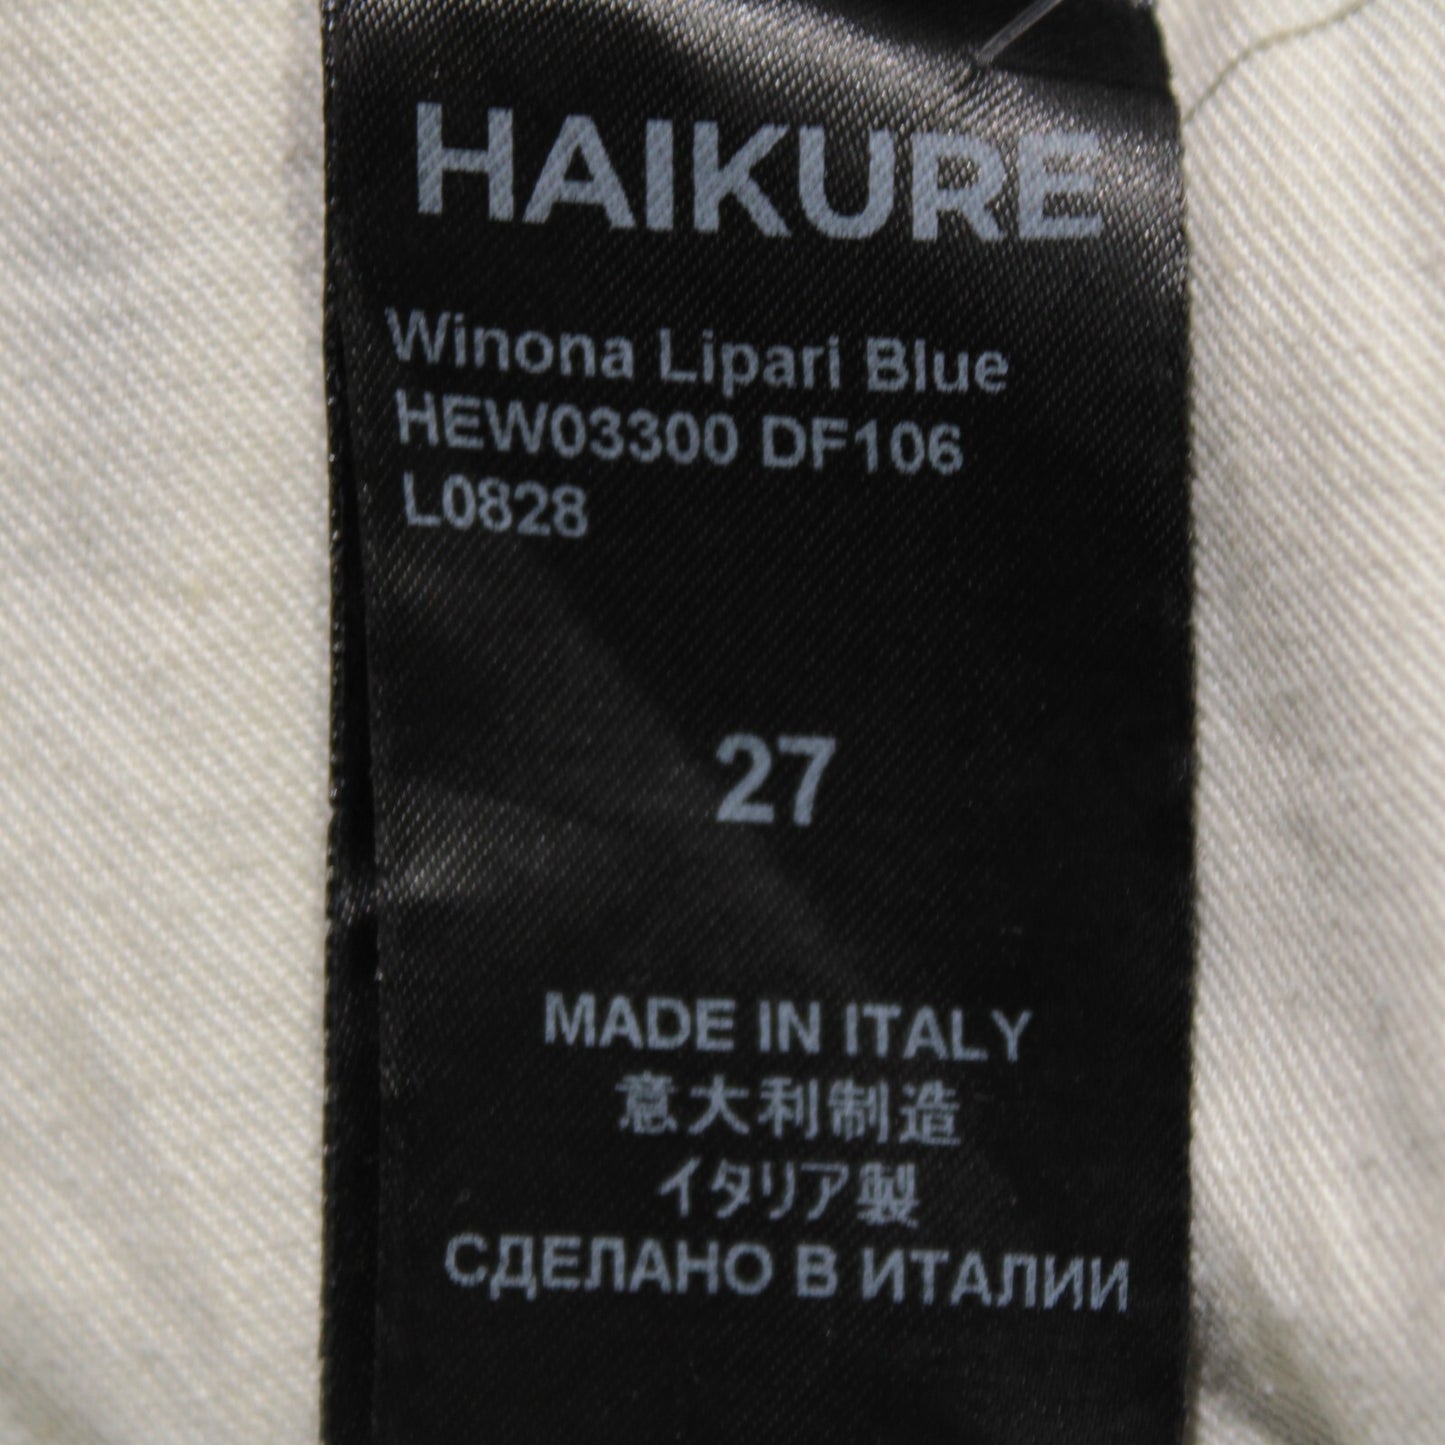 HAIKURE
Winona Lipari Blue
HEW03300 DF106
L0828
27
MADE IN ITALY
意大利制造
イタリア製
СДЕЛАНО В ИТАЛИИ